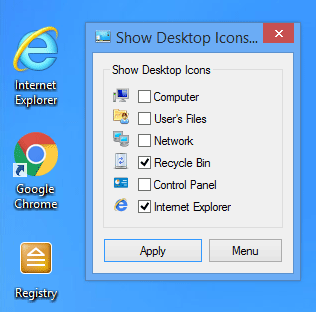 Internet
Explorer
Google
Chrome
Registry
Show Desktop Icons...
Show Desktop Icons
Computer
User's Files
Network
Recycle Bin
Control Panel
Internet Explorer
Apply
Menu